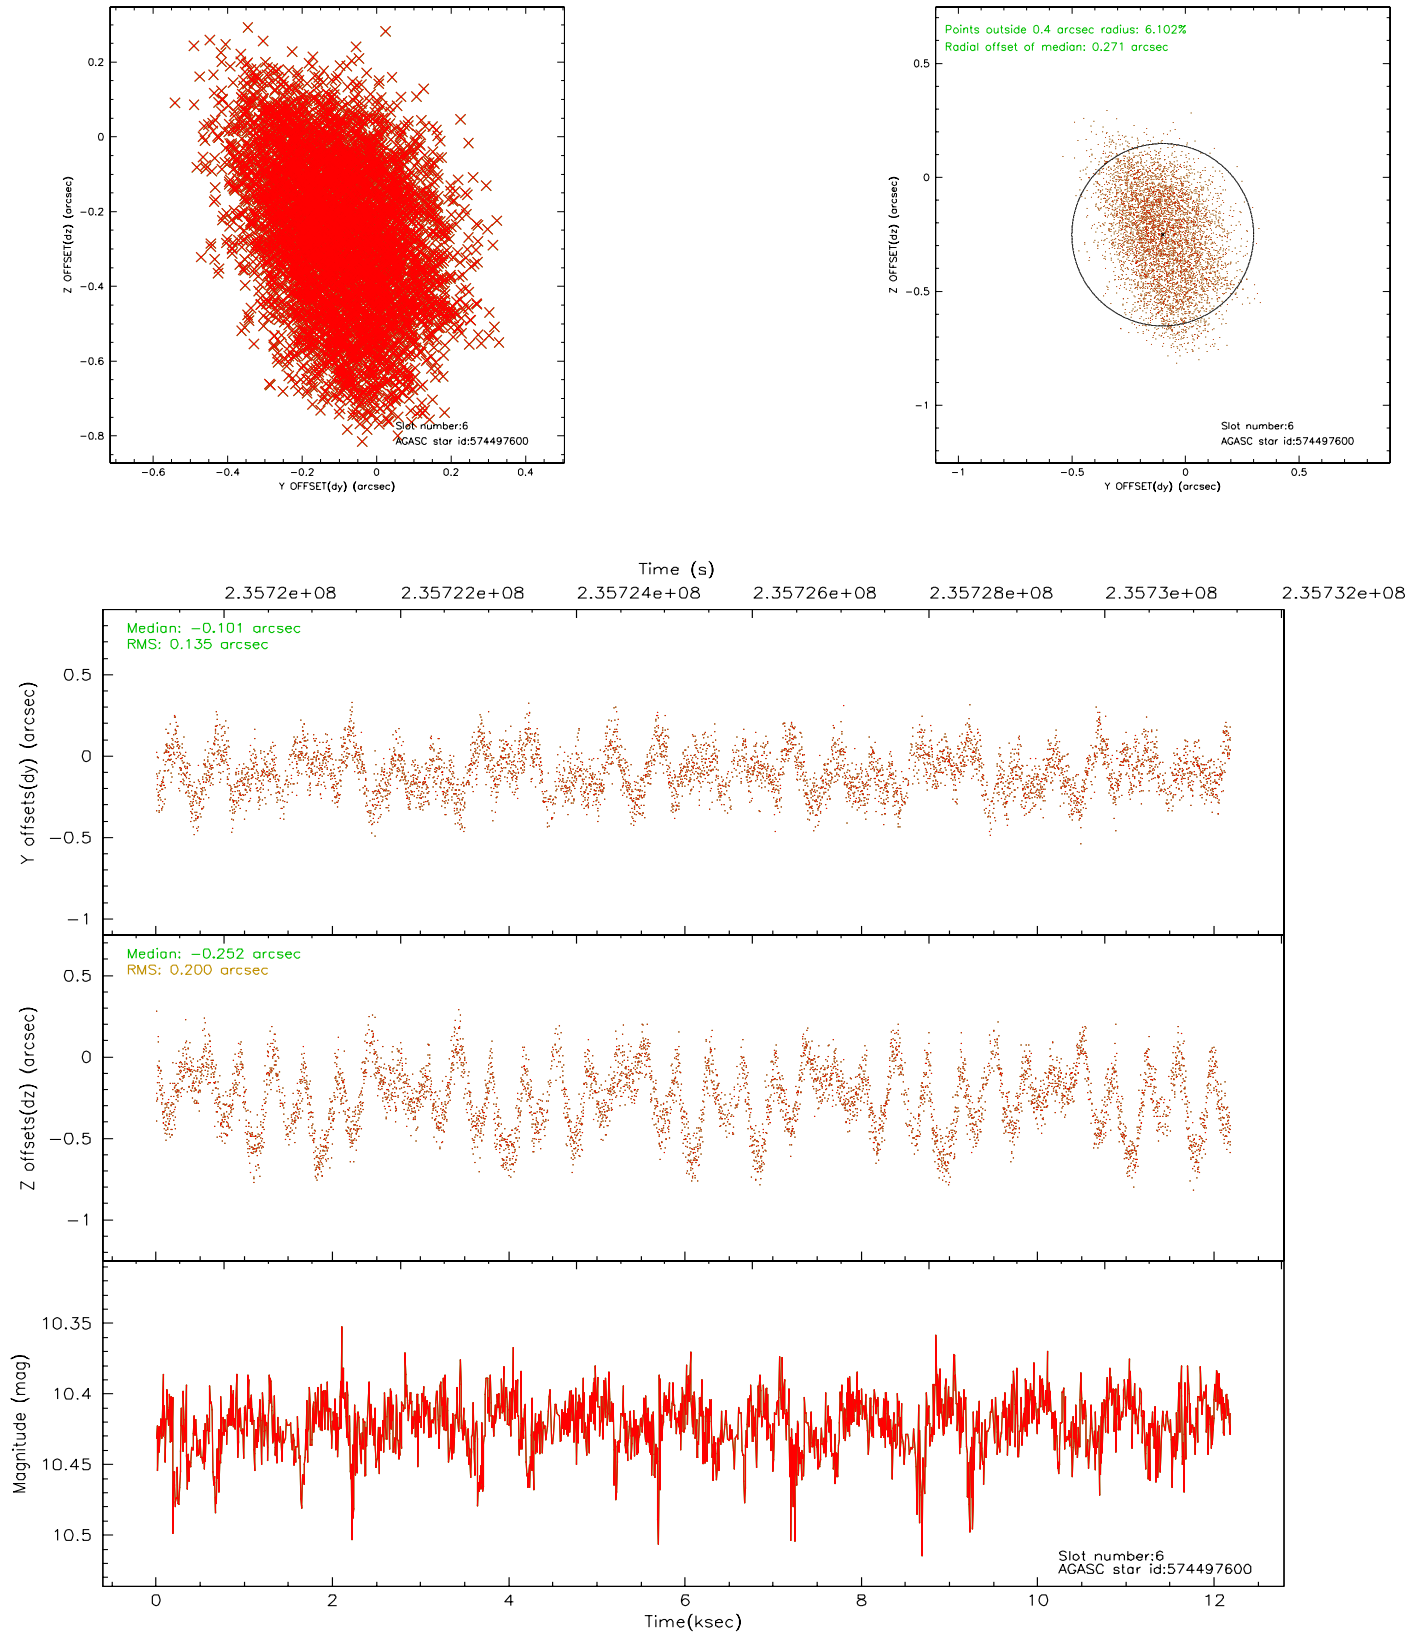 0.2
0
−0.2
−0.4
−0.6
−0.8
Z OFFSET(dz) (arcsec)
Slot number:6
AGASC star id:574497600
−0.6 −0.4 −0.2 0 0.2 0.4
Y OFFSET(dy) (arcsec)
Points outside 0.4 arcsec radius: 6.102%
Radial offset of median: 0.271 arcsec
0.5
0
−0.5
−1
Z OFFSET(dz) (arcsec)
Slot number:6
AGASC star id:574497600
−1 −0.5 0 0.5
Y OFFSET(dy) (arcsec)
Time (s)
2.3572e+08 2.35722e+08 2.35724e+08 2.35726e+08 2.35728e+08 2.3573e+08 2.35732e+08
Median: −0.101 arcsec
RMS: 0.135 arcsec
0.5
0
−0.5
−1
Y offsets(dy) (arcsec)
Median: −0.252 arcsec
RMS: 0.200 arcsec
0.5
0
−0.5
−1
Z offsets(dz) (arcsec)
10.35
10.4
10.45
10.5
Magnitude (mag)
Slot number:6
AGASC star id:574497600
0 2 4 6 8 10 12
Time(ksec)